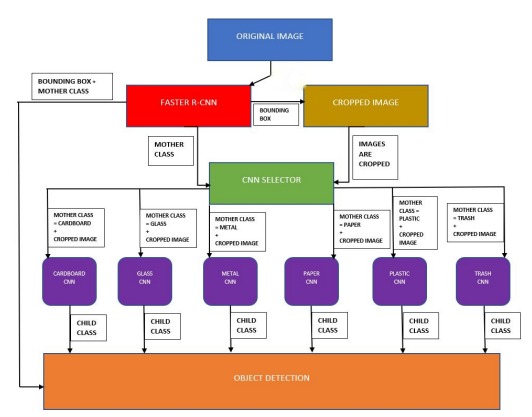 ORIGINAL IMAGE
BOUNDING BOX +
MOTHER CLASS
FASTER R-CNN
BOUNDING
BOX
CROPPED IMAGE
MOTHER
CLASS
IMAGES
ARE
CROPPED
CNN SELECTOR
MOTHER CLASS
= CARDBOARD
+
CROPPED IMAGE
MOTHER CLASS
= GLASS
+
CROPPED IMAGE
MOTHER CLASS
= METAL
+
CROPPED IMAGE
MOTHER CLASS
= PAPER
+
CROPPED IMAGE
MOTHER
CLASS =
PLASTIC
+
CROPPED
IMAGE
MOTHER CLASS
= TRASH
+
CROPPED IMAGE
CARDBOARD
CNN
GLASS
CNN
METAL
CNN
PAPER
CNN
PLASTIC
CNN
TRASH
CNN
CHILD
CLASS
CHILD
CLASS
CHILD
CLASS
CHILD
CLASS
CHILD
CLASS
CHILD
CLASS
OBJECT DETECTION